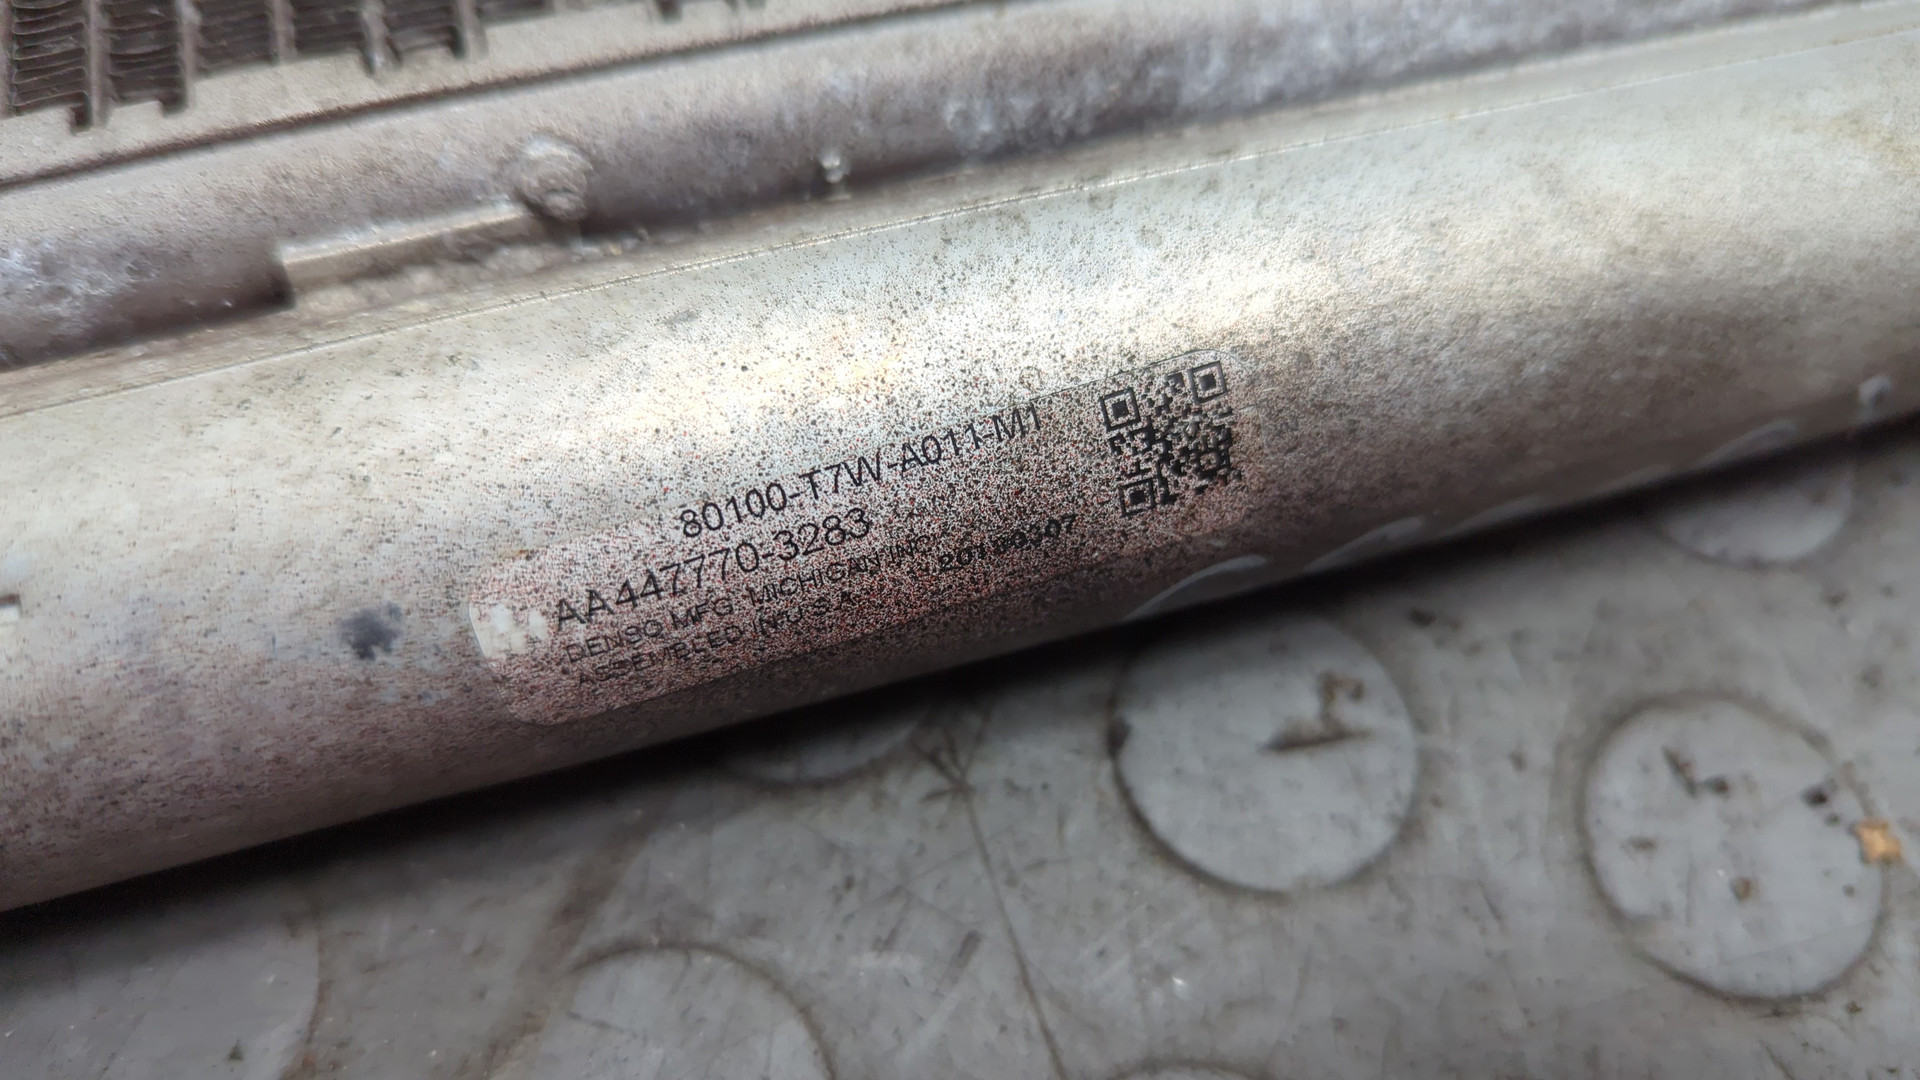 80100-T7W-A011-M1
AA447770-3283
DENSO MFG. MICHIGAN INC.
ASSEMBLED IN U.S.A.